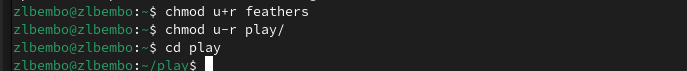 zlbembo@zlbembo:~$ chmod u+r feathers
zlbembo@zlbembo:~$ chmod u-r play/
zlbembo@zlbembo:~$ cd play
zlbembo@zlbembo:~/play$